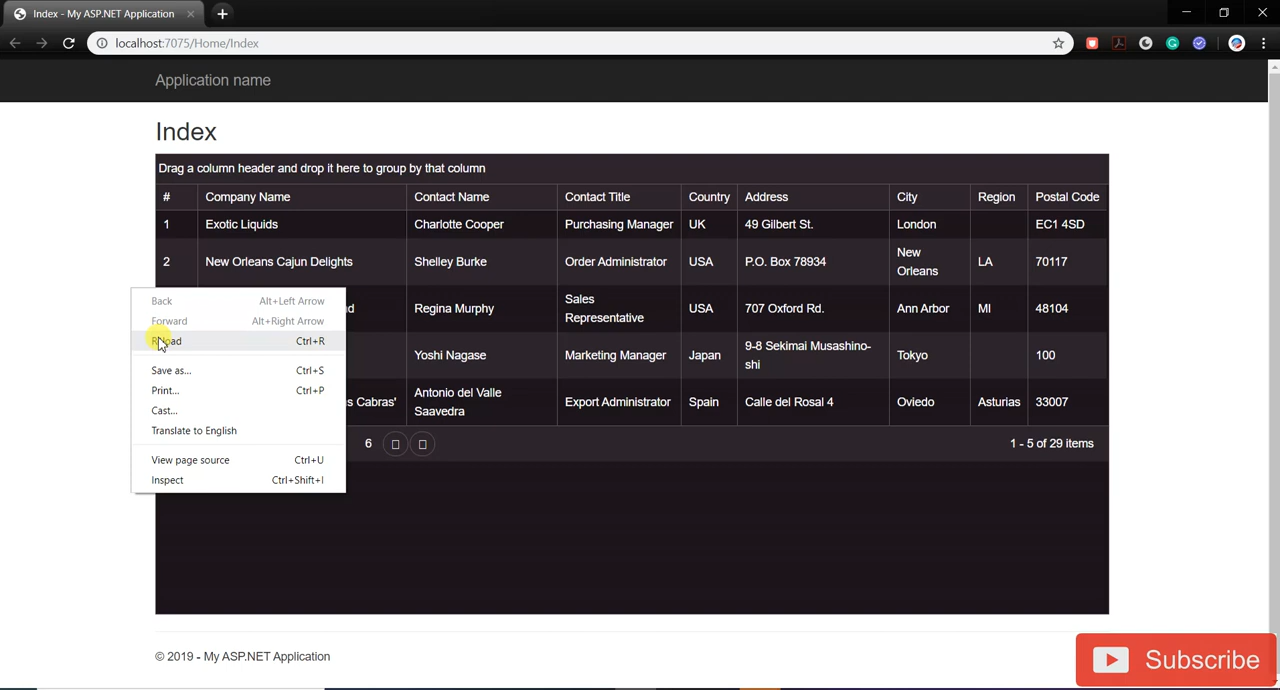 Index - My ASP.NET Application
localhost:7075/Home/Index
Application name
Index
Drag a column header and drop it here to group by that column
# Company Name Contact Name Contact Title Country Address City Region Postal Code
1 Exotic Liquids Charlotte Cooper Purchasing Manager UK 49 Gilbert St. London EC1 4SD
2 New Orleans Cajun Delights Shelley Burke Order Administrator USA P.O. Box 78934 New Orleans LA 70117
Regina Murphy Sales Representative USA 707 Oxford Rd. Ann Arbor MI 48104
Yoshi Nagase Marketing Manager Japan 9-8 Sekimai Musashino-shi Tokyo 100
Cabras' Antonio del Valle Saavedra Export Administrator Spain Calle del Rosal 4 Oviedo Asturias 33007
6 1 - 5 of 29 items
Back Alt+Left Arrow
Forward Alt+Right Arrow
Reload Ctrl+R
Save as... Ctrl+S
Print... Ctrl+P
Cast...
Translate to English
View page source Ctrl+U
Inspect Ctrl+Shift+I
© 2019 - My ASP.NET Application
Subscribe